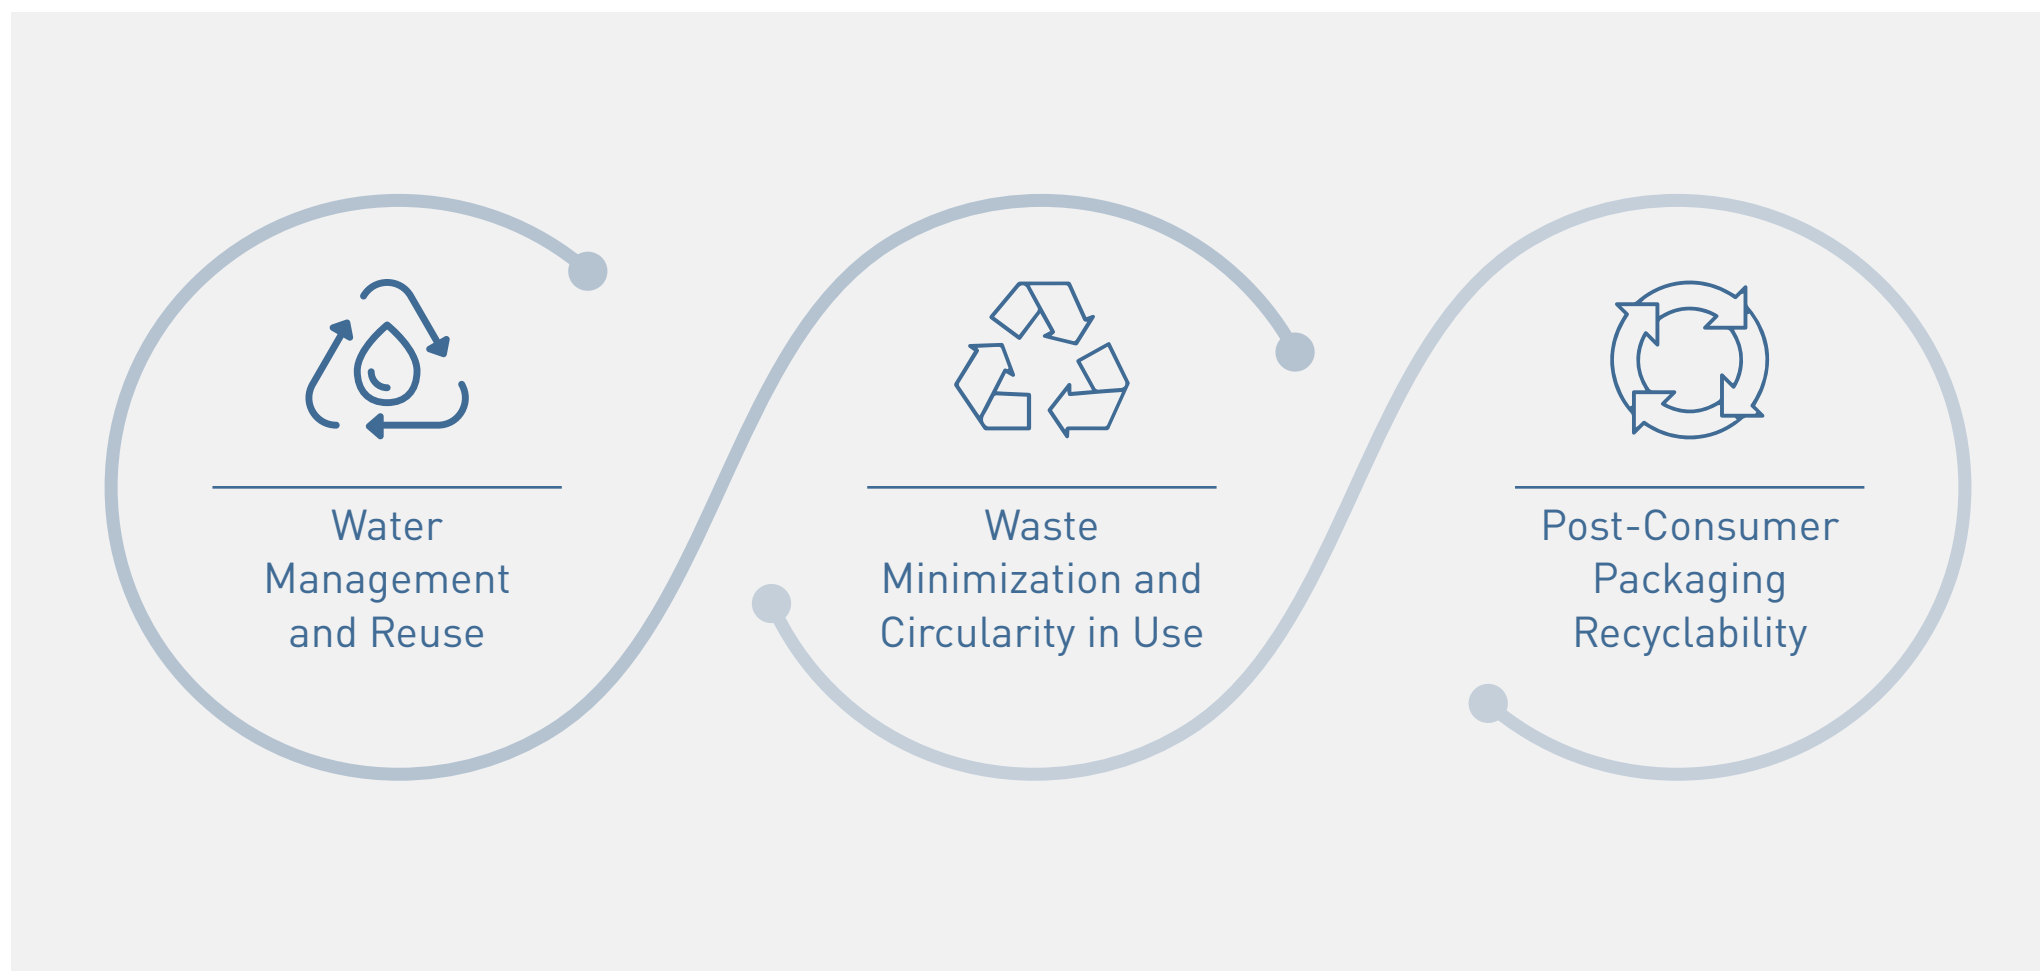 Water
Management
and Reuse
Waste
Minimization and
Circularity in Use
Post-Consumer
Packaging
Recyclability